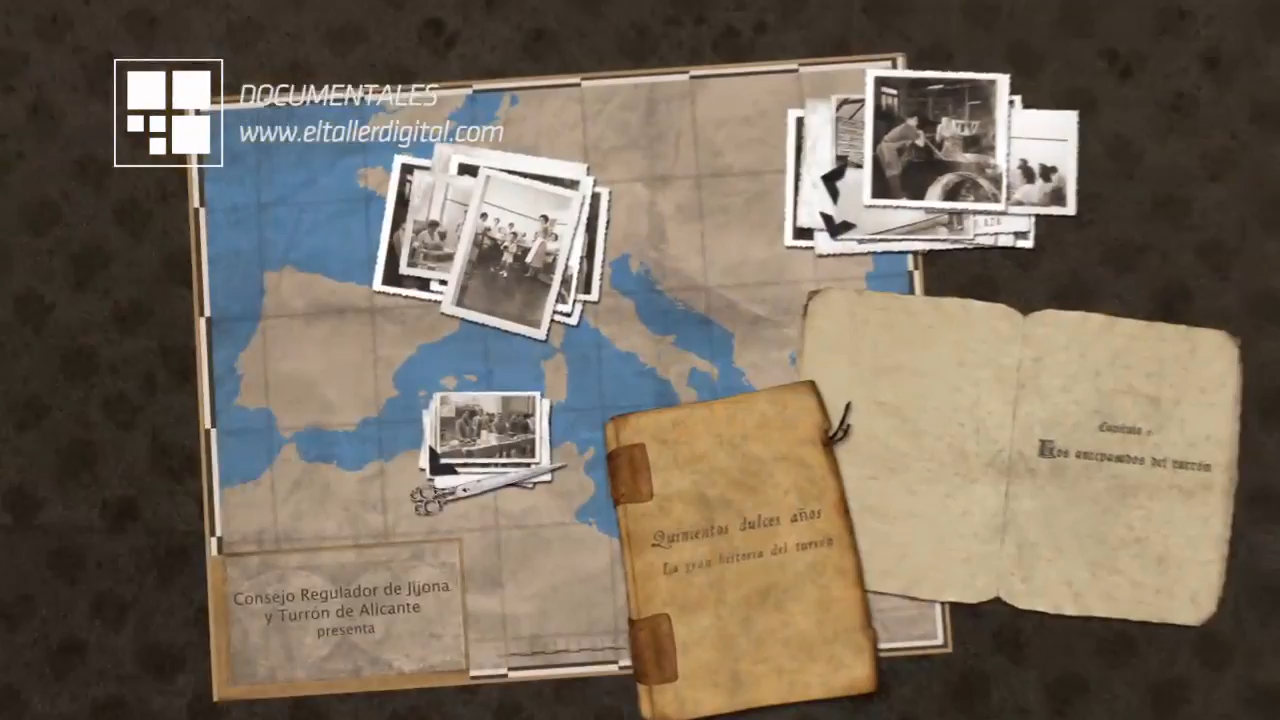 DOCUMENTALES
www.eltallerdigital.com
Consejo Regulador de Jijona
y Turrón de Alicante
presenta
Quinientos dulces años
La gran historia del turrón
Capítulo
Los antepasados del turrón